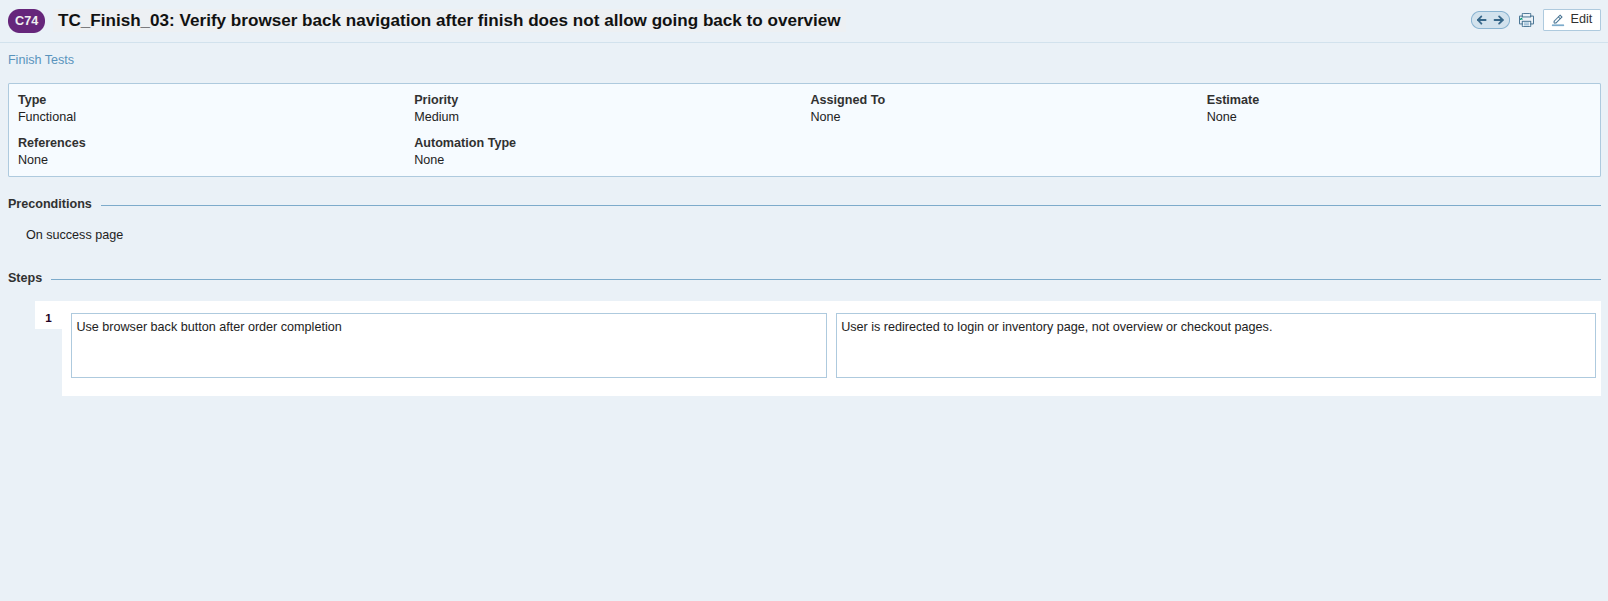 C74 TC_Finish_03: Verify browser back navigation after finish does not allow going back to overview Edit
Finish Tests
Type Priority Assigned To Estimate
Functional Medium None None
References Automation Type
None None
Preconditions
On success page
Steps
1 Use browser back button after order completion User is redirected to login or inventory page, not overview or checkout pages.